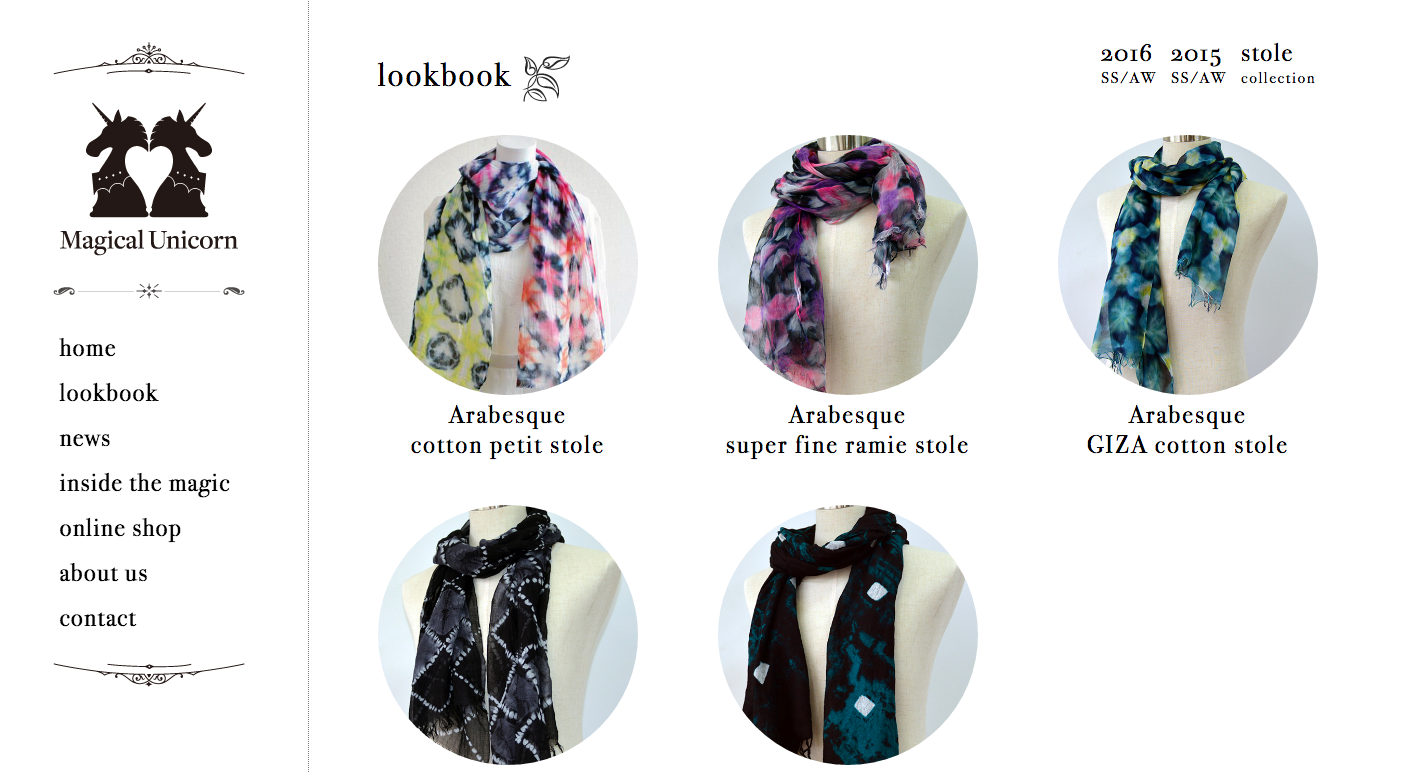 Magical Unicorn
home
lookbook
news
inside the magic
online shop
about us
contact
lookbook
2016 2015 stole
SS/AW SS/AW collection
Arabesque
cotton petit stole
Arabesque
super fine ramie stole
Arabesque
GIZA cotton stole